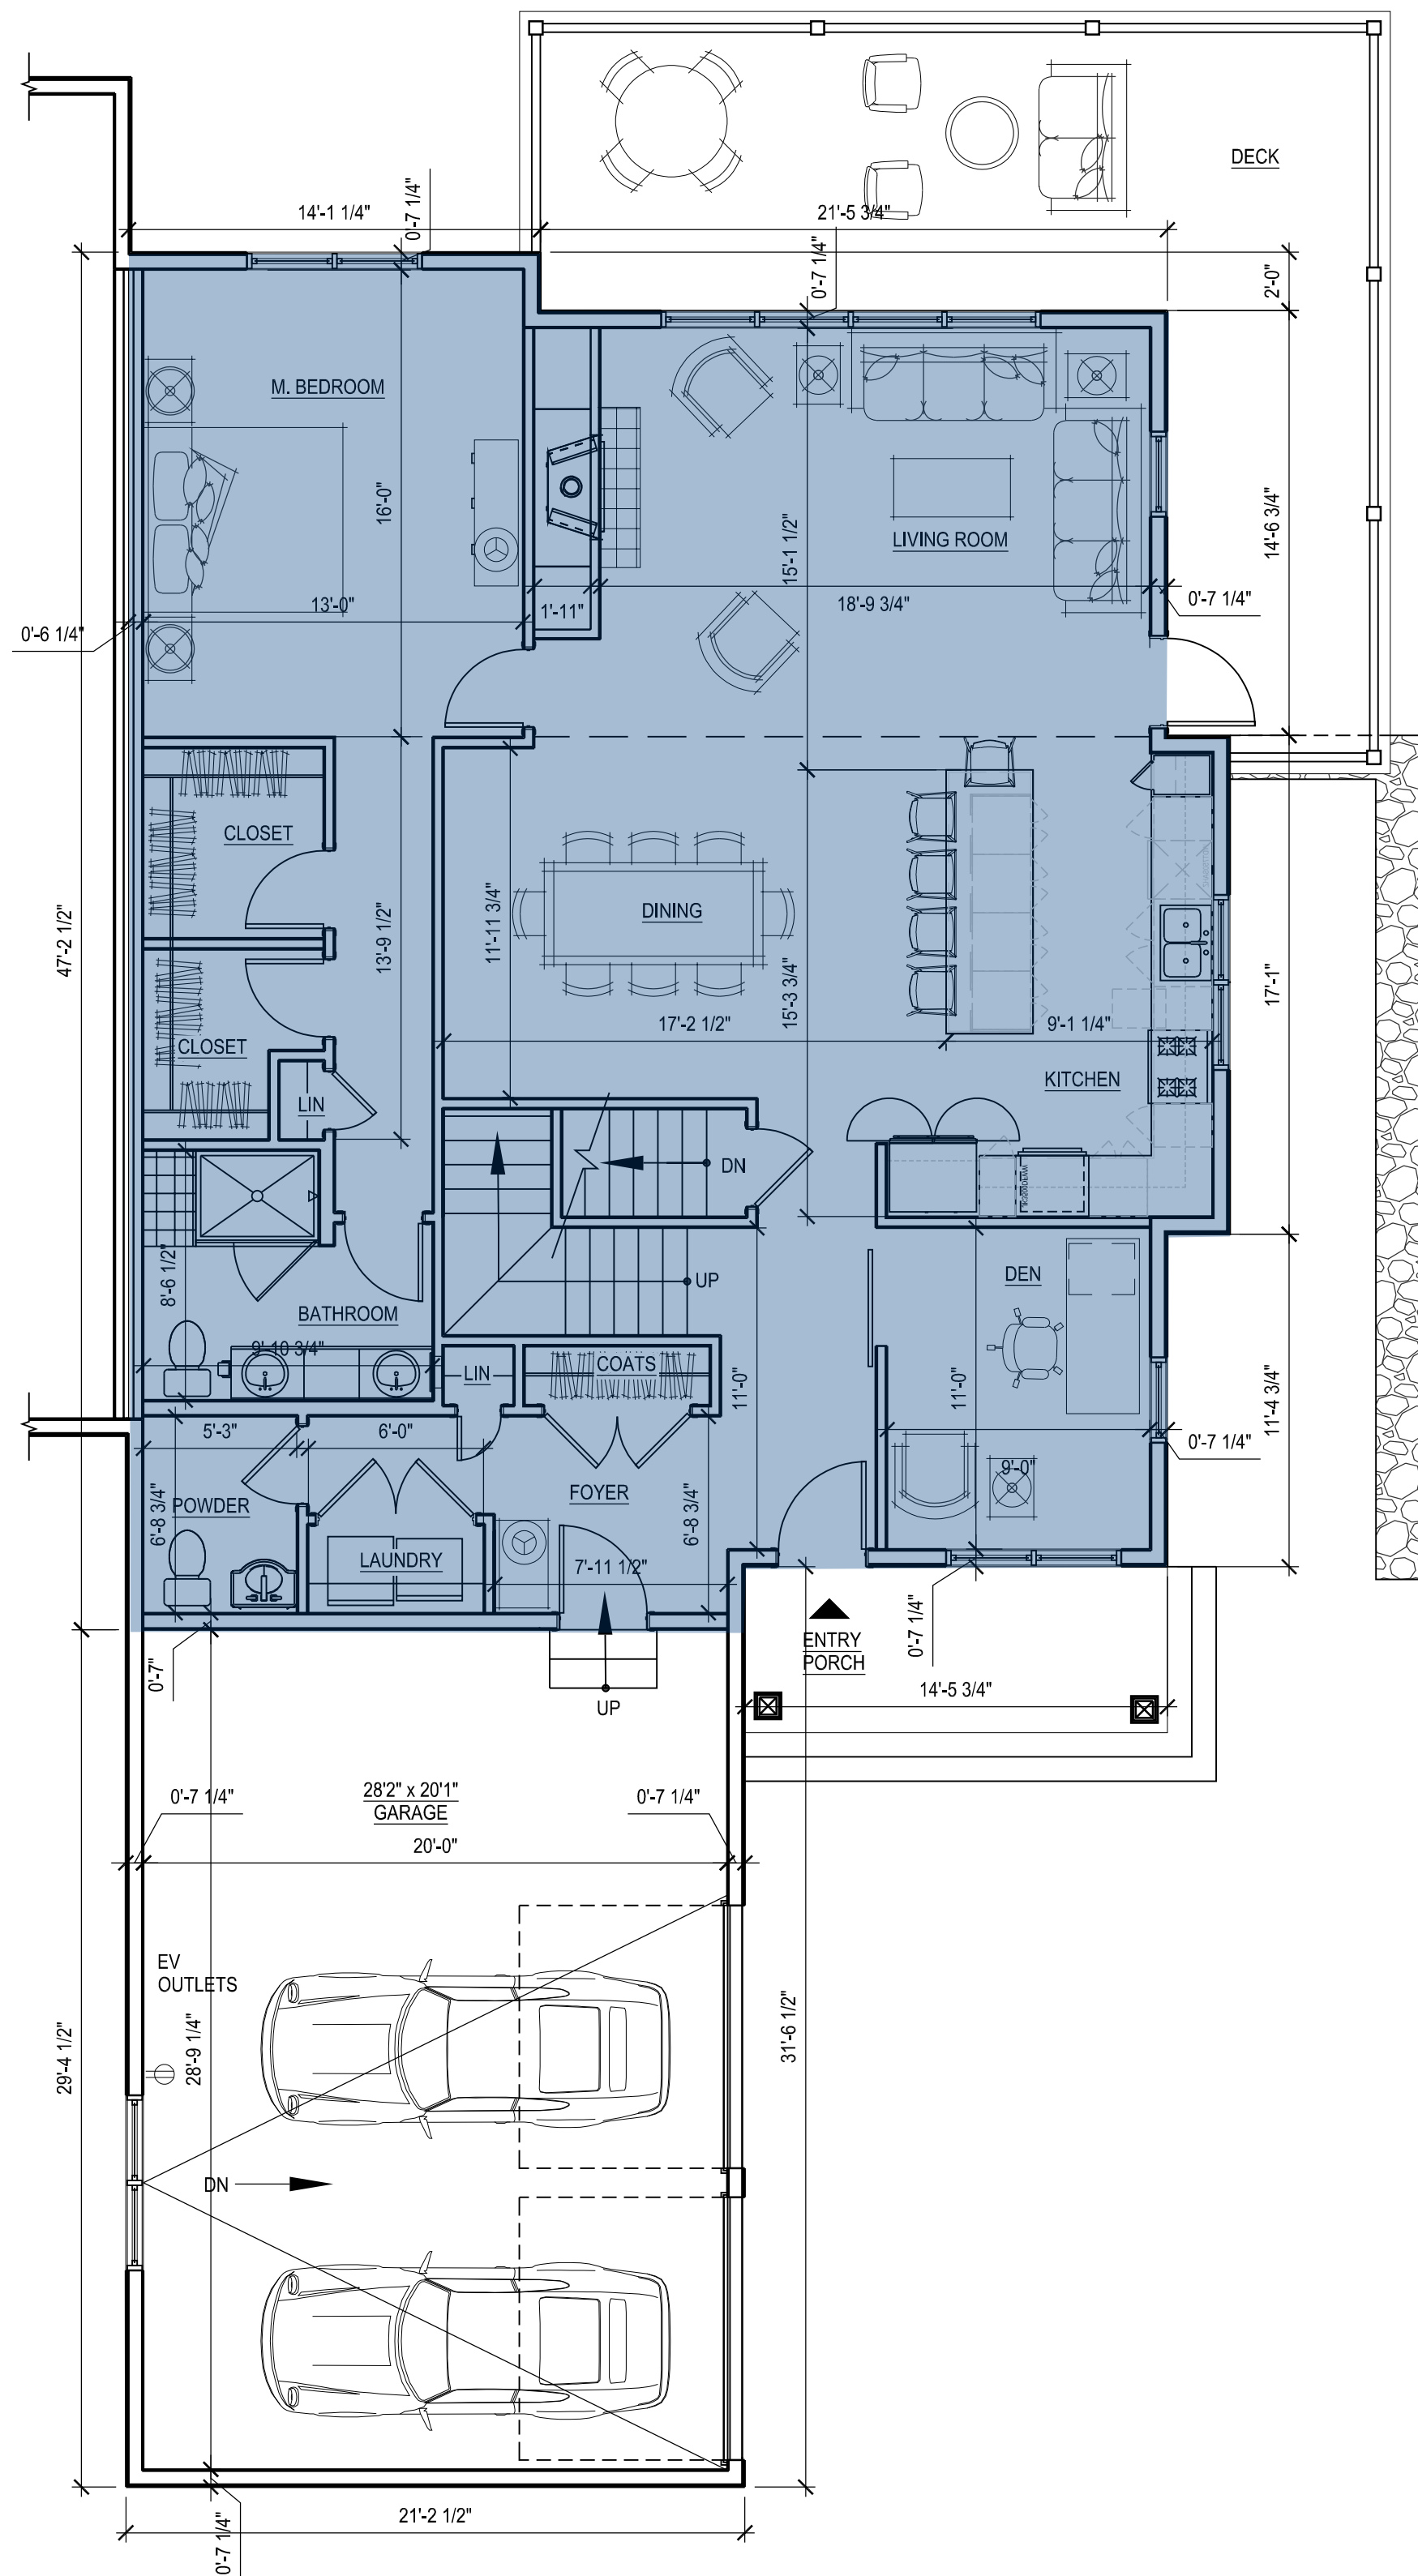 DECK
14'-1 1/4"
0'-7 1/4"
21'-5 3/4"
0'-7 1/4"
2'-0"
M. BEDROOM
16'-0"
15'-1 1/2"
LIVING ROOM
14'-6 3/4"
13'-0"
1'-11"
18'-9 3/4"
0'-7 1/4"
0'-6 1/4"
CLOSET
47'-2 1/2"
13'-9 1/2"
11'-11 3/4"
DINING
15'-3 3/4"
17'-1"
17'-2 1/2"
9'-1 1/4"
CLOSET
KITCHEN
LIN
DN
8'-6 1/2"
UP
DEN
BATHROOM
9'-10 3/4"
LIN
COATS
11'-0"
11'-0"
11'-4 3/4"
5'-3"
6'-0"
0'-7 1/4"
9'-0"
POWDER
6'-8 3/4"
FOYER
6'-8 3/4"
LAUNDRY
7'-11 1/2"
0'-7 1/4"
ENTRY
PORCH
0'-7"
UP
14'-5 3/4"
0'-7 1/4"
28'2" x 20'1"
GARAGE
0'-7 1/4"
20'-0"
EV
OUTLETS
29'-4 1/2"
28'-9 1/4"
31'-6 1/2"
DN
21'-2 1/2"
0'-7 1/4"